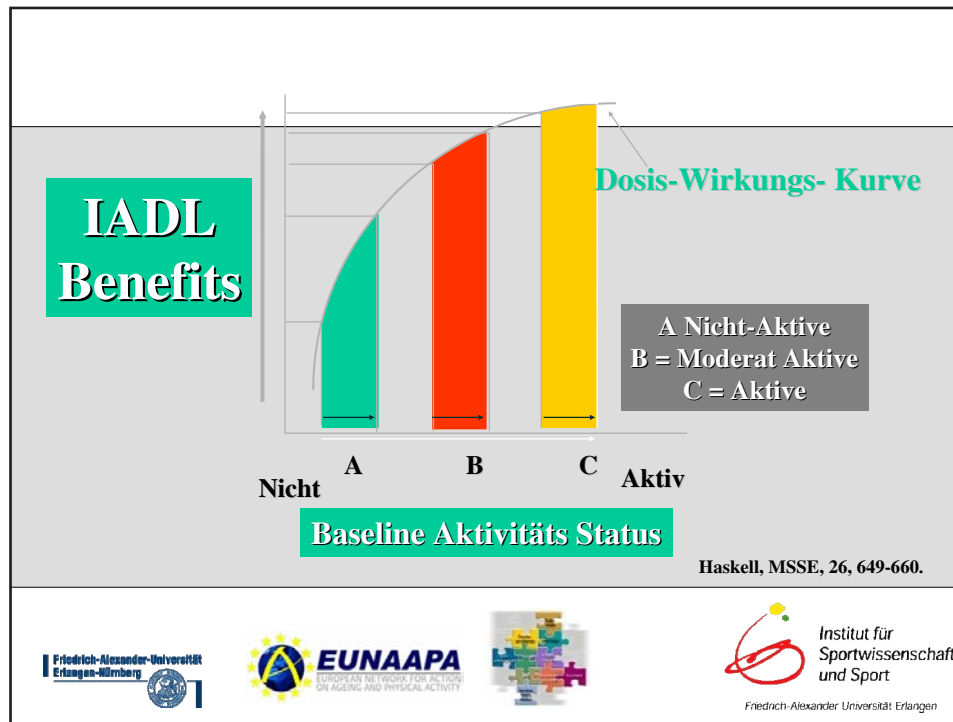 IADL
Benefits
Dosis-Wirkungs- Kurve
A Nicht-Aktive
B = Moderat Aktive
C = Aktive
A B C
Nicht Aktiv
Baseline Aktivitäts Status
Haskell, MSSE, 26, 649-660.
Friedrich-Alexander-Universität
Erlangen-Nürnberg
EUNAAPA
EUROPEAN NETWORK FOR ACTION
ON AGEING AND PHYSICAL ACTIVITY
Institut für
Sportwissenschaft
und Sport
Friedrich-Alexander Universität Erlangen